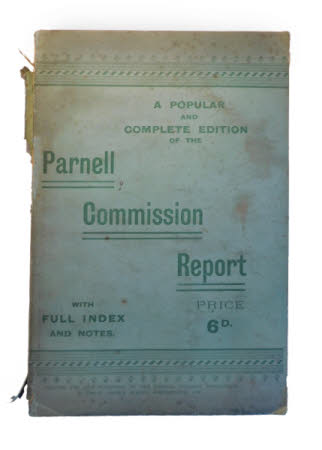 A POPULAR
AND
COMPLETE EDITION
OF THE
Parnell
Commission
Report
WITH
FULL INDEX
AND NOTES.
PRICE
6D.